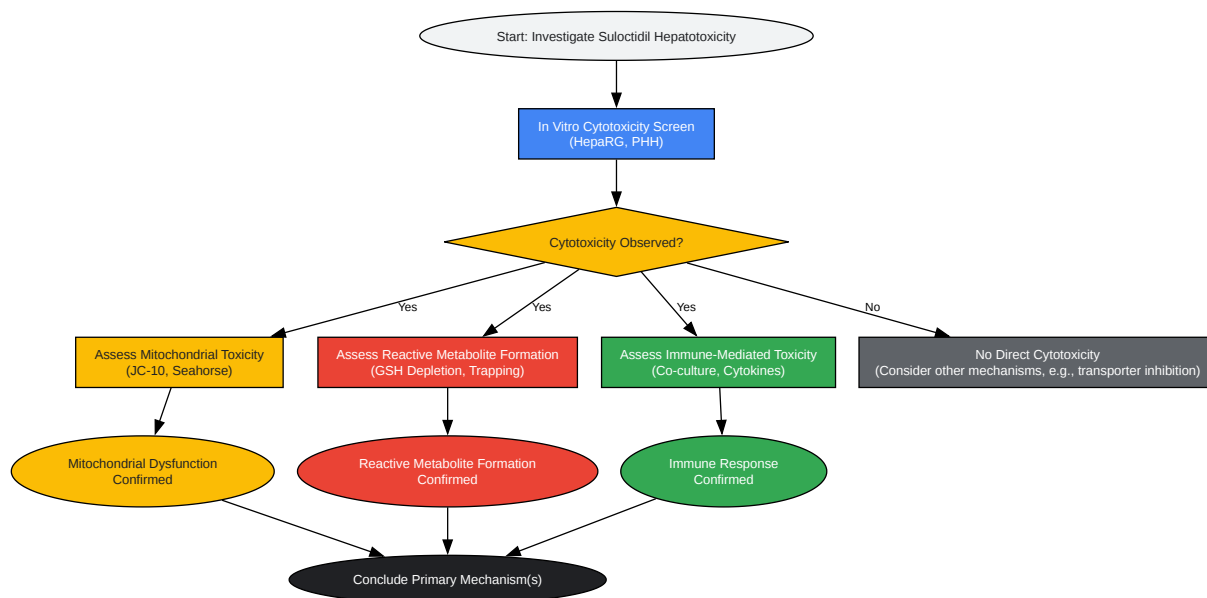 Start: Investigate Suloctidil Hepatotoxicity
In Vitro Cytotoxicity Screen
(HepaRG, PHH)
Cytotoxicity Observed?
Yes
Yes
Yes
No
Assess Mitochondrial Toxicity
(JC-10, Seahorse)
Assess Reactive Metabolite Formation
(GSH Depletion, Trapping)
Assess Immune-Mediated Toxicity
(Co-culture, Cytokines)
No Direct Cytotoxicity
(Consider other mechanisms, e.g., transporter inhibition)
Mitochondrial Dysfunction
Confirmed
Reactive Metabolite Formation
Confirmed
Immune Response
Confirmed
Conclude Primary Mechanism(s)